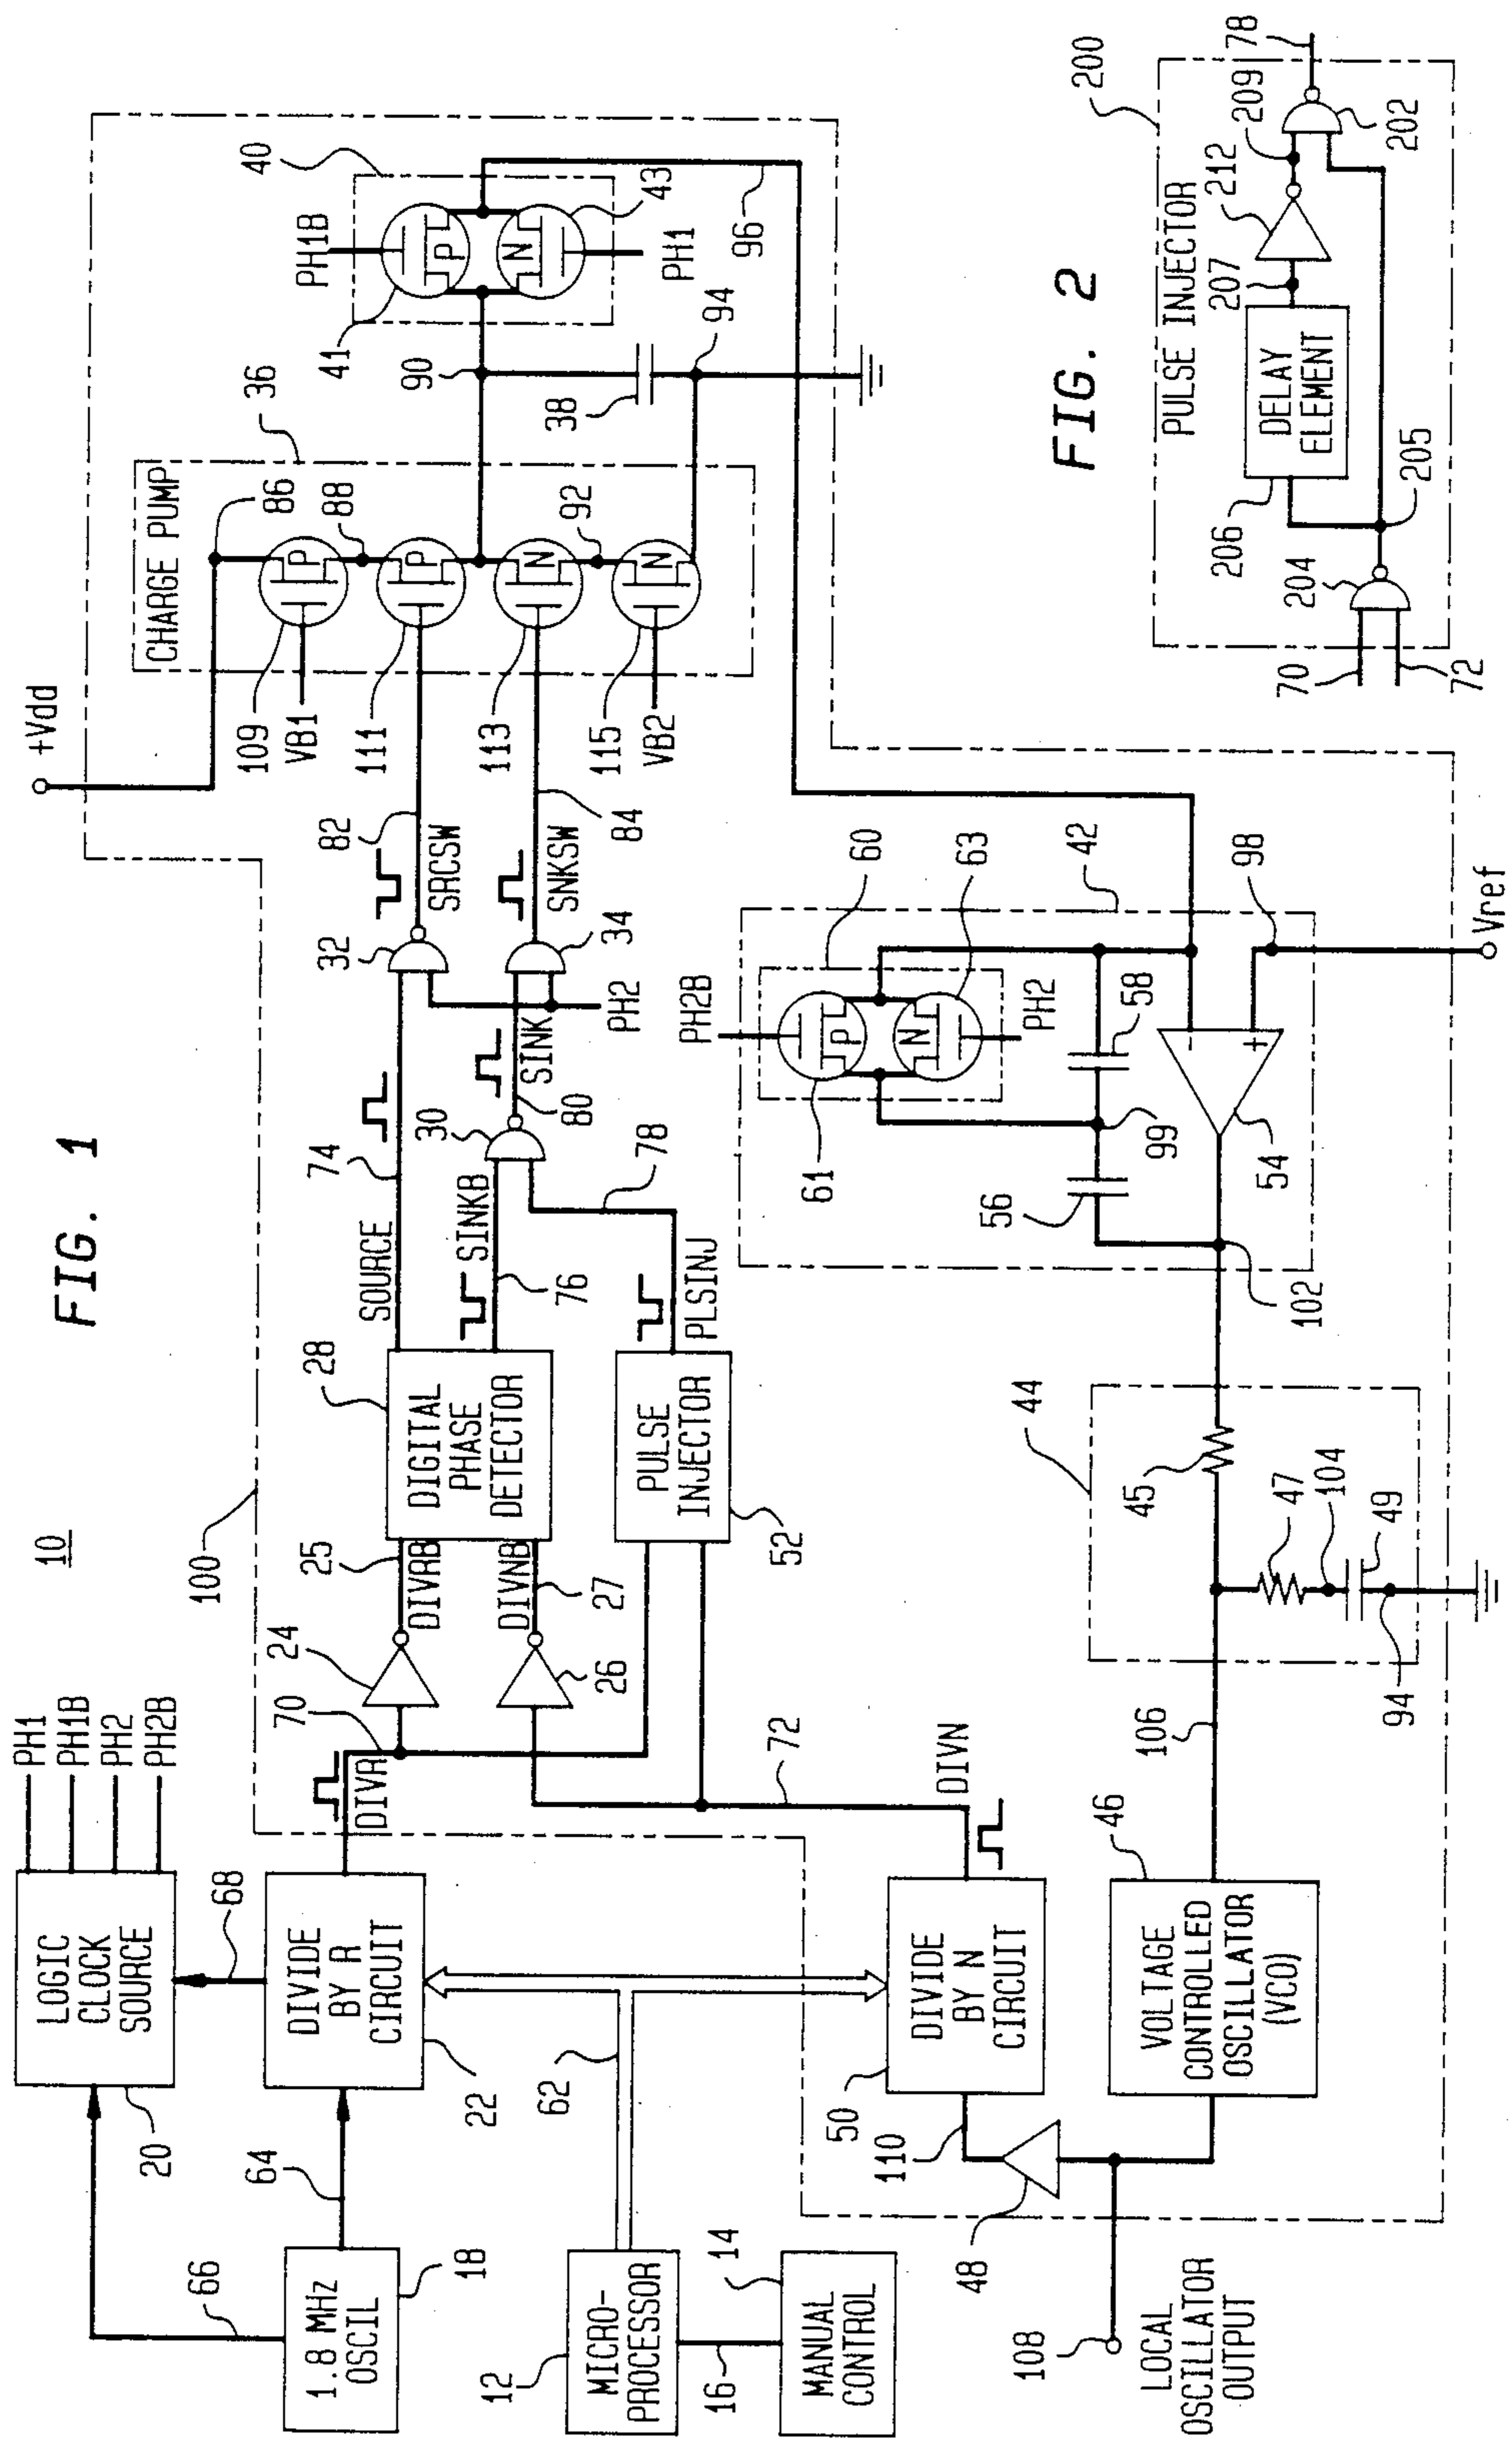 FIG. 1
10
100
LOGIC
CLOCK
SOURCE
20
PH1
PH1B
PH2
PH2B
66
68
1.8 MHz
OSCIL
18
64
DIVIDE
BY R
CIRCUIT
22
DIVR
70
24
25
DIVRB
26
27
DIVNB
DIGITAL
PHASE
DETECTOR
28
SOURCE
74
SINKB
76
PULSE
INJECTOR
52
PLSINJ
78
30
80
SINK
PH2
32
34
SRCSW
82
SNKSW
84
+Vdd
CHARGE PUMP
36
86
109
VB1
P
88
111
P
113
N
92
115
N
VB2
90
38
94
40
PH1B
41
P
N
43
PH1
96
MICRO-
PROCESSOR
12
16
MANUAL
CONTROL
14
62
DIVIDE
BY N
CIRCUIT
50
DIVN
72
110
48
108
LOCAL
OSCILLATOR
OUTPUT
VOLTAGE
CONTROLLED
OSCILLATOR
(VCO)
46
106
44
45
47
104
49
94
102
42
60
PH2B
61
P
N
63
PH2
56
58
99
54
-
+
98
Vref
FIG. 2
PULSE INJECTOR
200
70
72
204
205
206
DELAY
ELEMENT
207
212
209
202
78